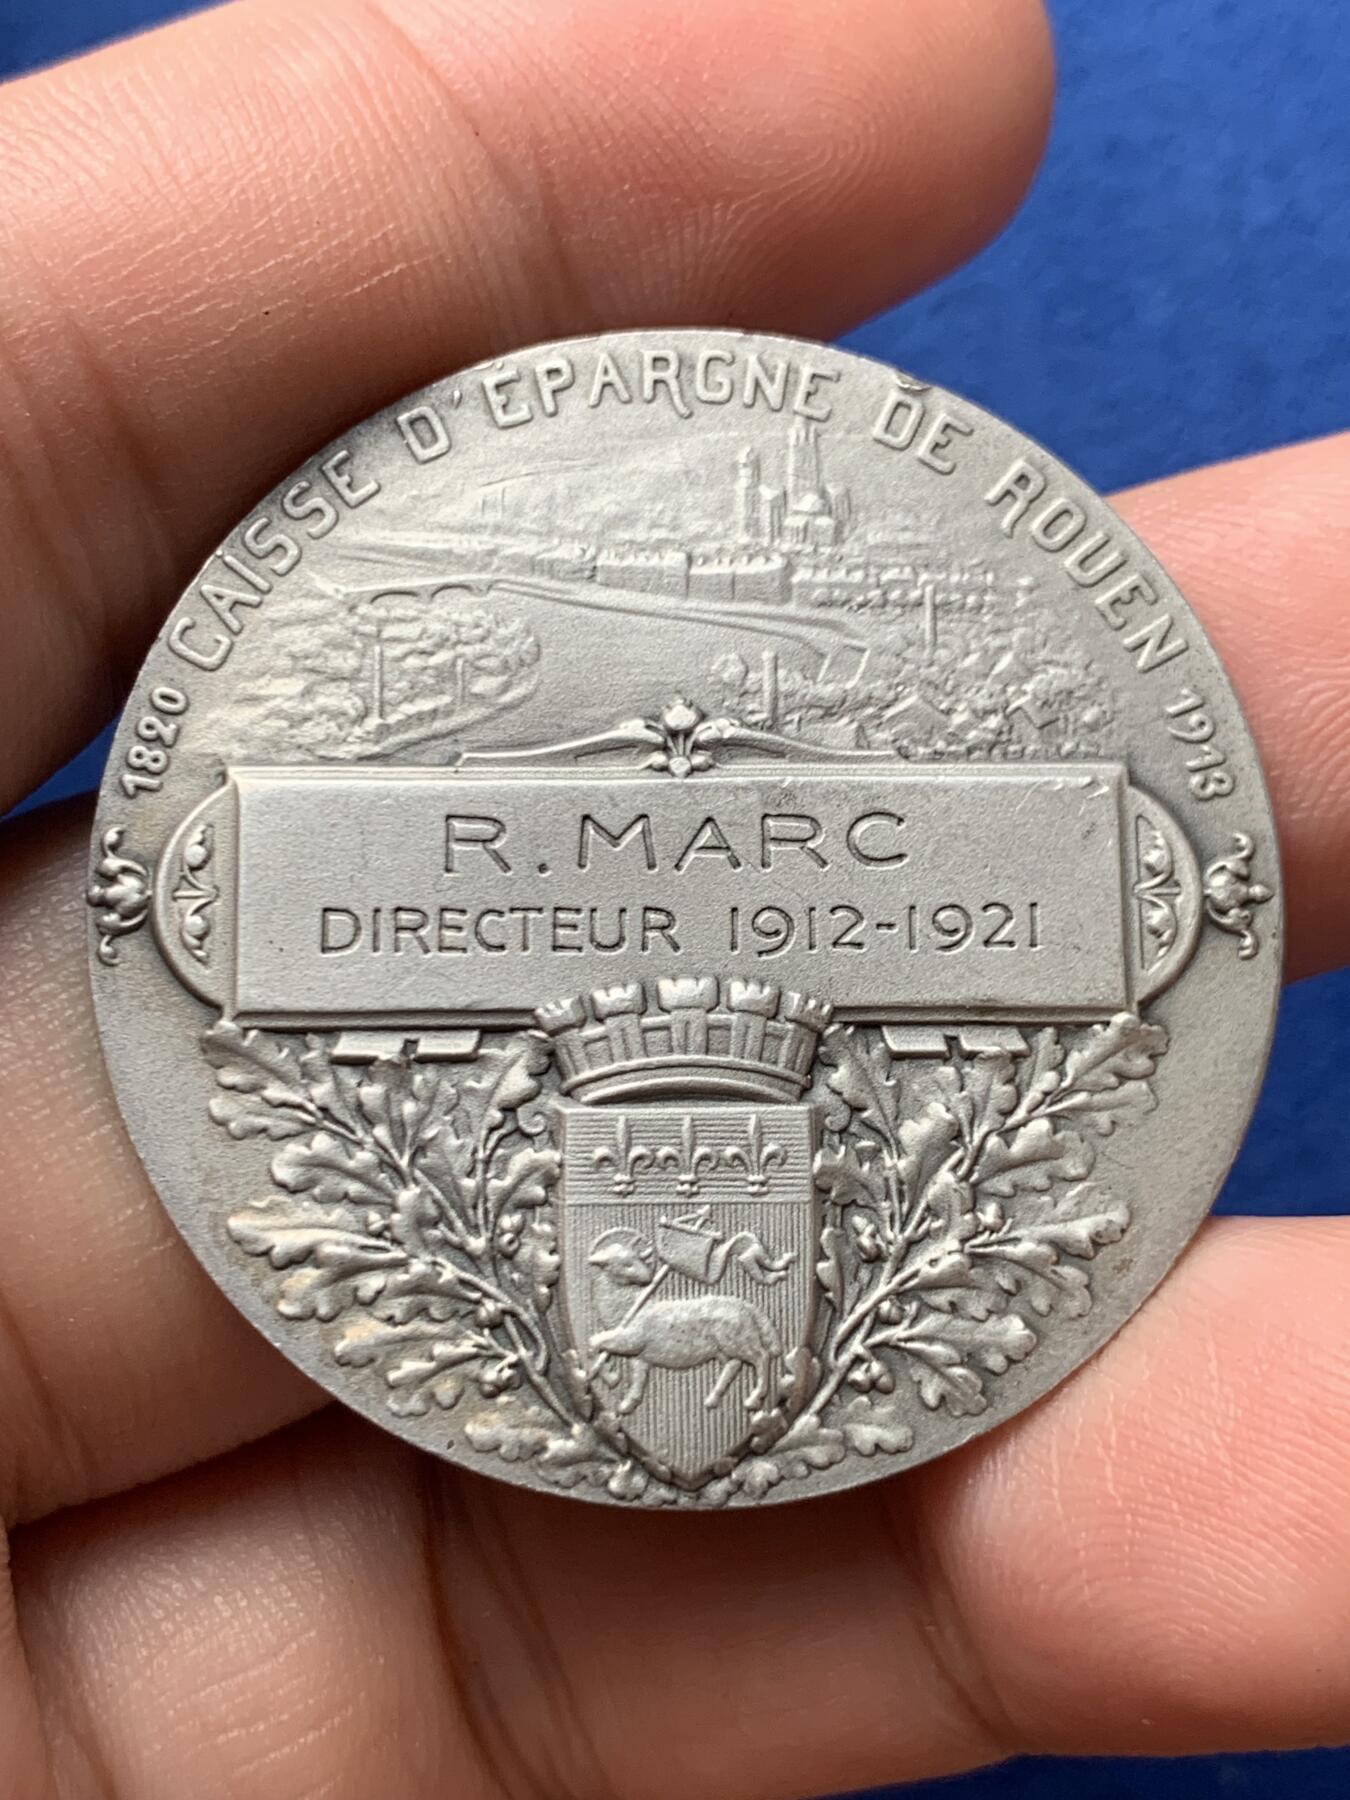 1820 CAISSE D'ÉPARGNE DE ROUEN 1913
R. MARC
DIRECTEUR 1912-1921